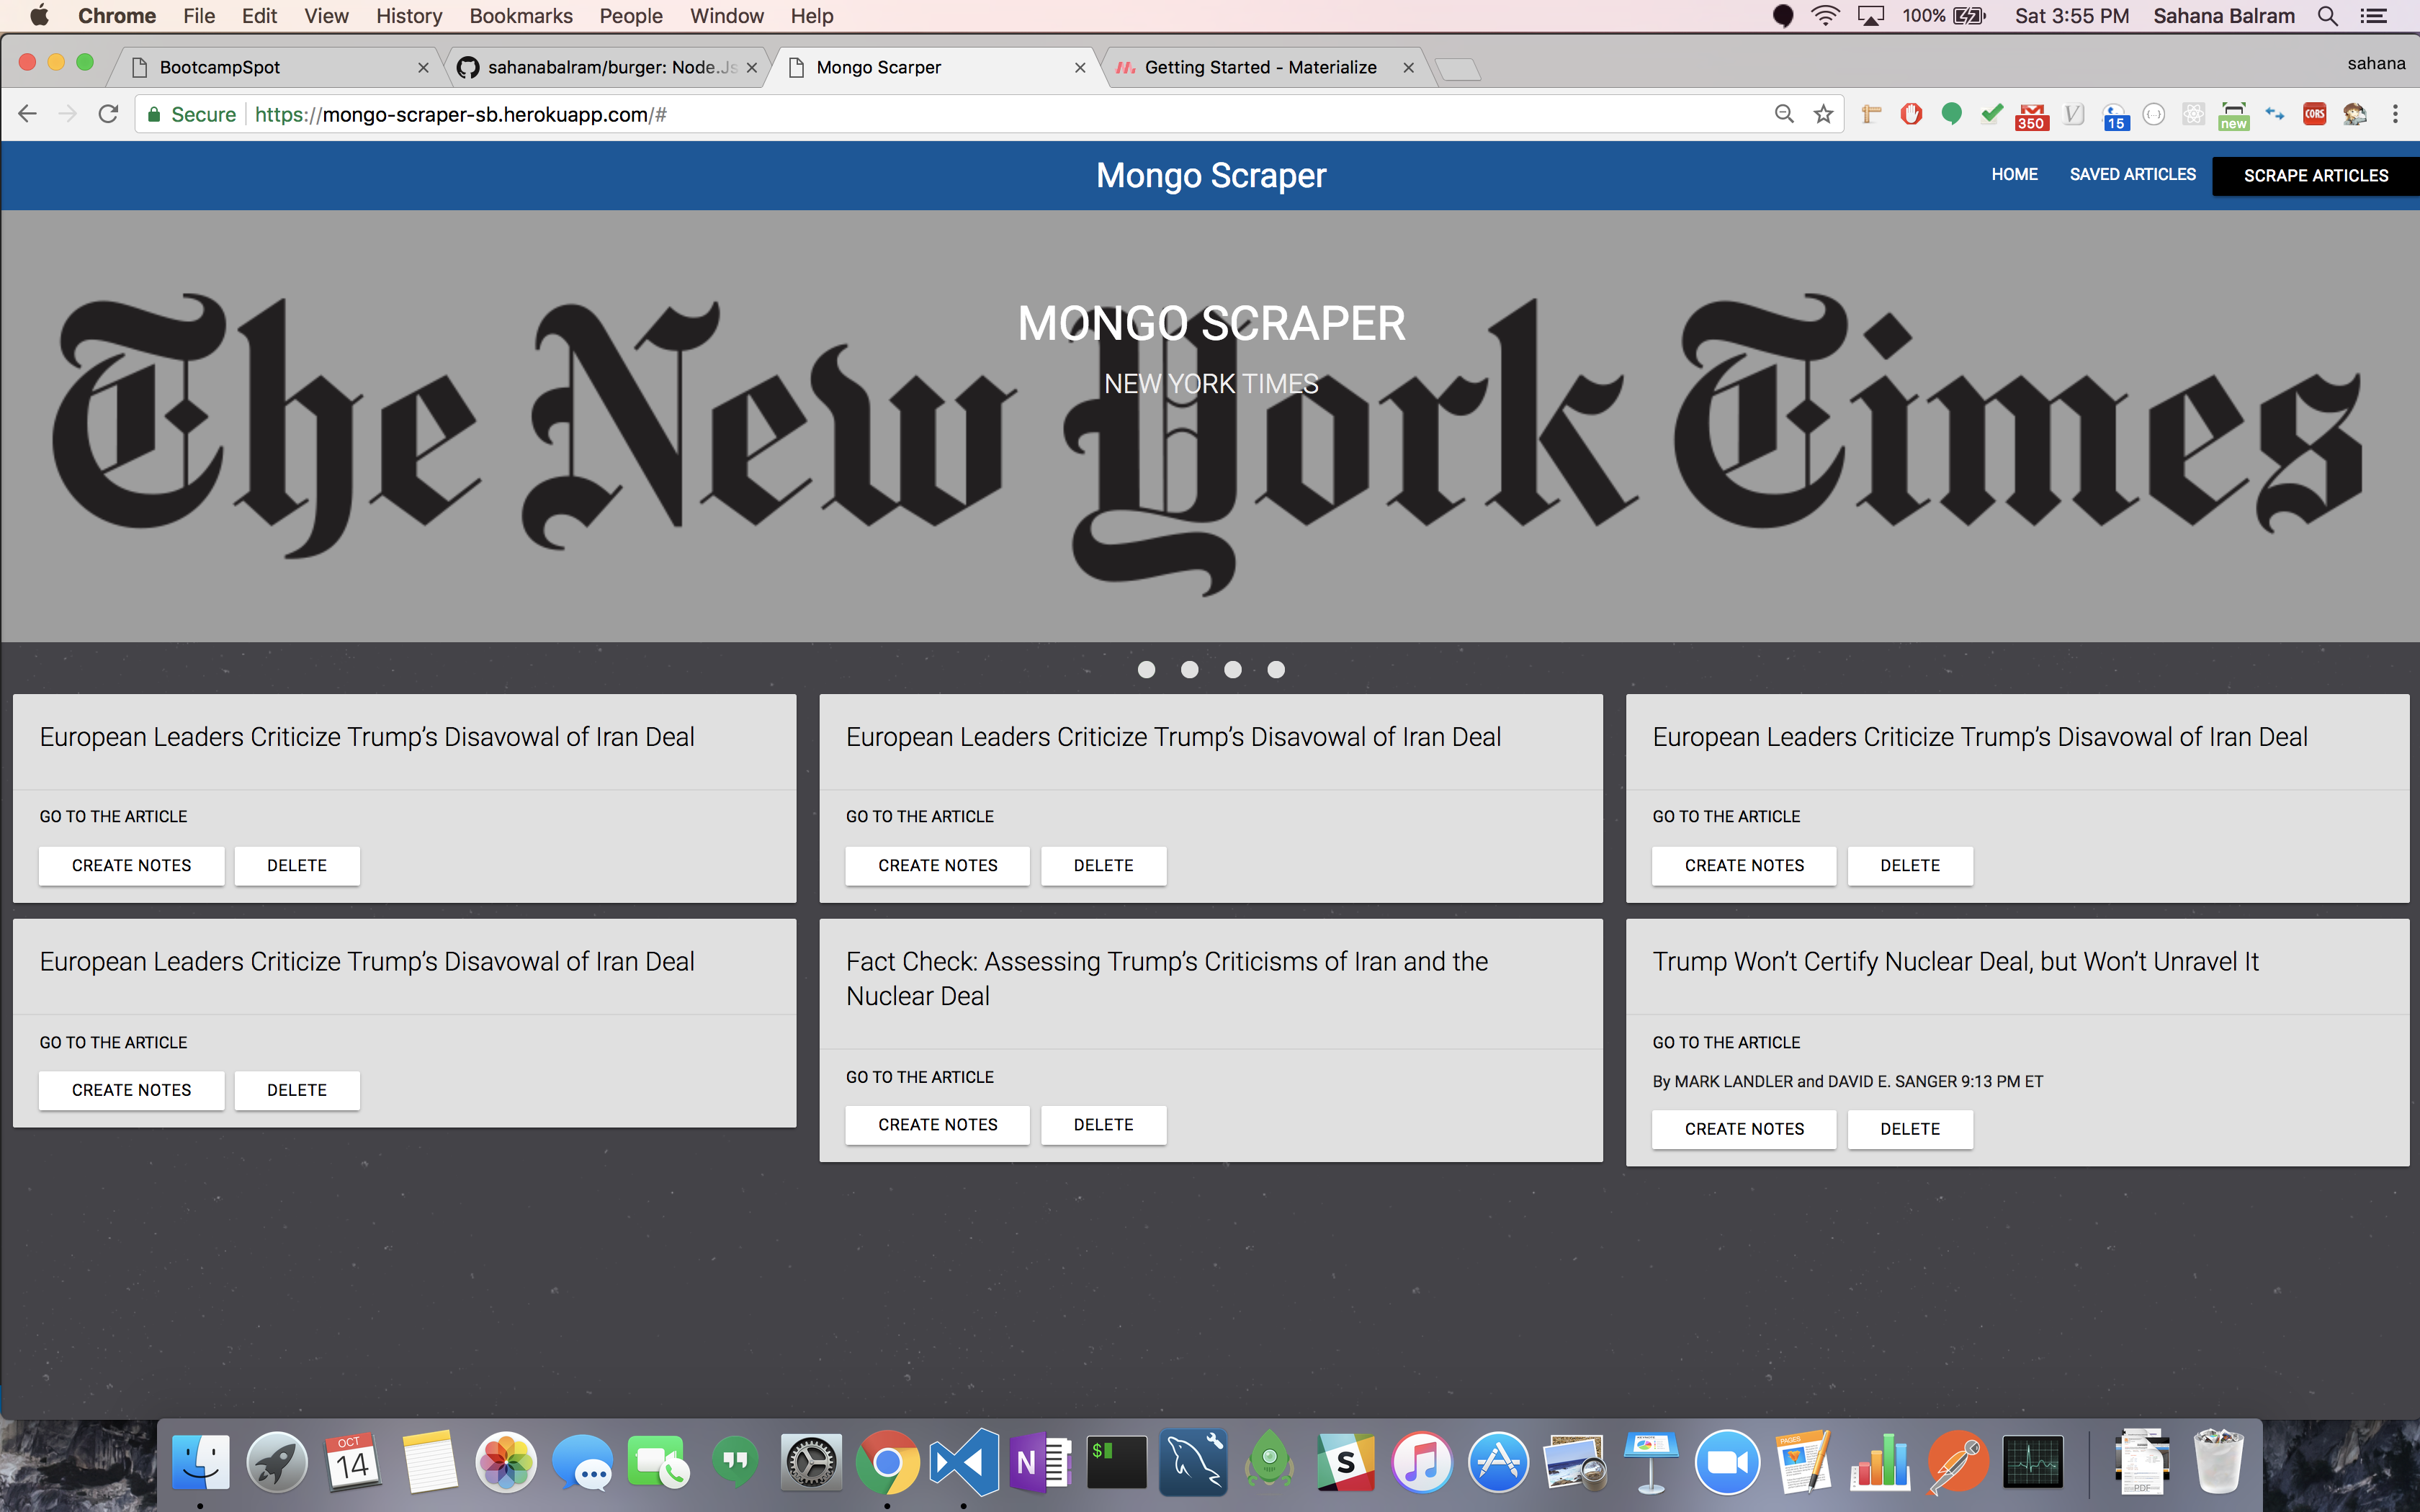 Chrome File Edit View History Bookmarks People Window Help 100% Sat 3:55 PM Sahana Balram
BootcampSpot sahanabalram/burger: Node.Js Mongo Scarper Getting Started - Materialize sahana
Secure https://mongo-scraper-sb.herokuapp.com/# 350 V 15 new CORS
Mongo Scraper HOME SAVED ARTICLES SCRAPE ARTICLES
The New York Times
MONGO SCRAPER
NEW YORK TIMES
European Leaders Criticize Trump’s Disavowal of Iran Deal
GO TO THE ARTICLE
CREATE NOTES DELETE
European Leaders Criticize Trump’s Disavowal of Iran Deal
GO TO THE ARTICLE
CREATE NOTES DELETE
European Leaders Criticize Trump’s Disavowal of Iran Deal
GO TO THE ARTICLE
CREATE NOTES DELETE
European Leaders Criticize Trump’s Disavowal of Iran Deal
GO TO THE ARTICLE
CREATE NOTES DELETE
Fact Check: Assessing Trump’s Criticisms of Iran and the
Nuclear Deal
GO TO THE ARTICLE
CREATE NOTES DELETE
Trump Won’t Certify Nuclear Deal, but Won’t Unravel It
GO TO THE ARTICLE
By MARK LANDLER and DAVID E. SANGER 9:13 PM ET
CREATE NOTES DELETE
OCT
14
N
$
S
PAGES
PDF